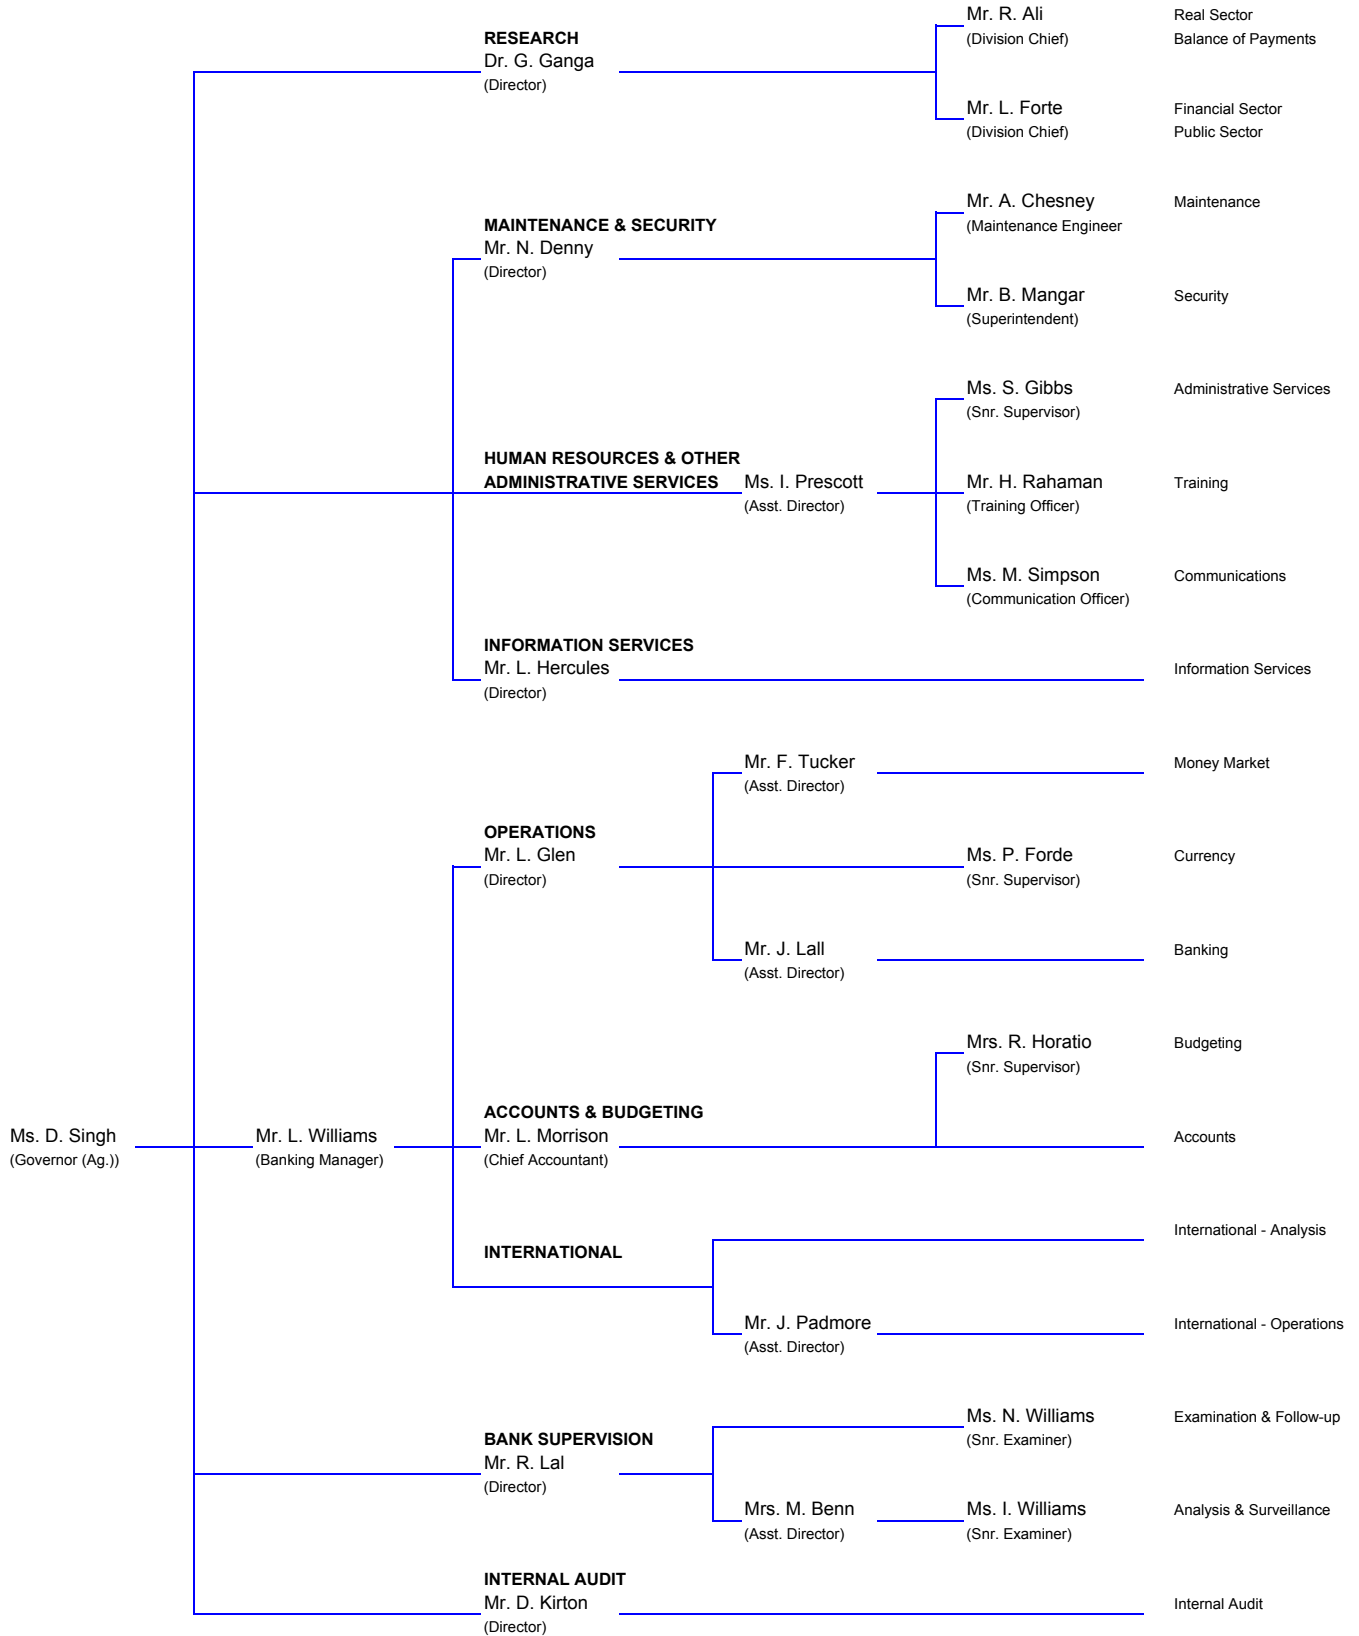 Mr. R. Ali Real Sector
RESEARCH (Division Chief) Balance of Payments
Dr. G. Ganga
(Director)
Mr. L. Forte Financial Sector
(Division Chief) Public Sector
Mr. A. Chesney Maintenance
MAINTENANCE & SECURITY (Maintenance Engineer
Mr. N. Denny
(Director)
Mr. B. Mangar Security
(Superintendent)
Ms. S. Gibbs Administrative Services
(Snr. Supervisor)
HUMAN RESOURCES & OTHER
ADMINISTRATIVE SERVICES Ms. I. Prescott Mr. H. Rahaman Training
(Asst. Director) (Training Officer)
Ms. M. Simpson Communications
(Communication Officer)
INFORMATION SERVICES
Mr. L. Hercules Information Services
(Director)
Mr. F. Tucker Money Market
(Asst. Director)
OPERATIONS
Mr. L. Glen Ms. P. Forde Currency
(Director) (Snr. Supervisor)
Mr. J. Lall Banking
(Asst. Director)
Mrs. R. Horatio Budgeting
(Snr. Supervisor)
ACCOUNTS & BUDGETING
Ms. D. Singh Mr. L. Williams Mr. L. Morrison Accounts
(Governor (Ag.)) (Banking Manager) (Chief Accountant)
International - Analysis
INTERNATIONAL
Mr. J. Padmore International - Operations
(Asst. Director)
Ms. N. Williams Examination & Follow-up
BANK SUPERVISION (Snr. Examiner)
Mr. R. Lal
(Director)
Mrs. M. Benn Ms. I. Williams Analysis & Surveillance
(Asst. Director) (Snr. Examiner)
INTERNAL AUDIT
Mr. D. Kirton Internal Audit
(Director)